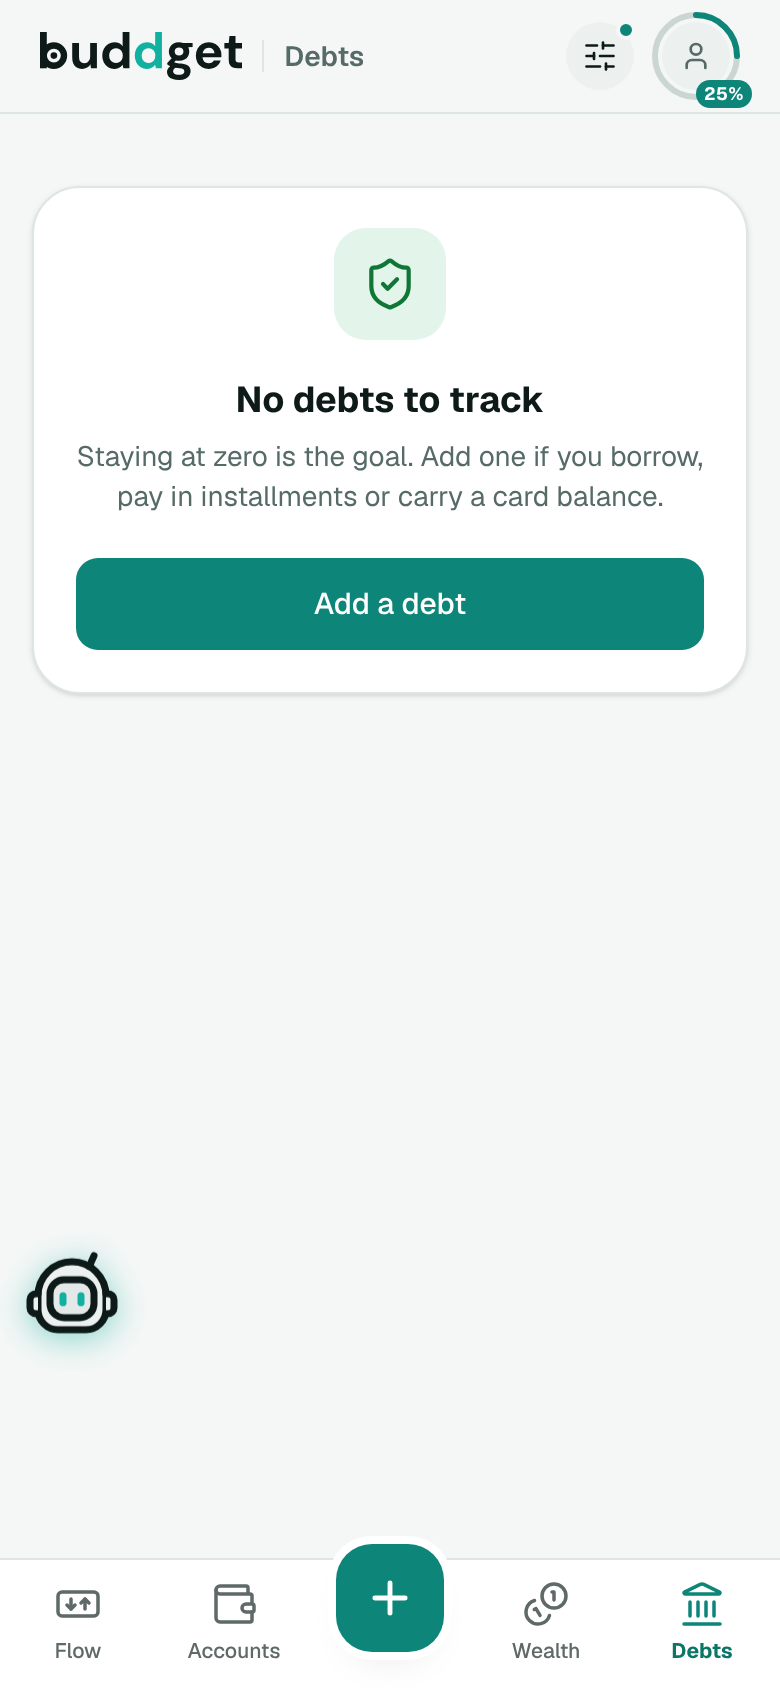 buddget
Debts
25%
No debts to track
Staying at zero is the goal. Add one if you borrow,
pay in installments or carry a card balance.
Add a debt
Flow
Accounts
Wealth
Debts